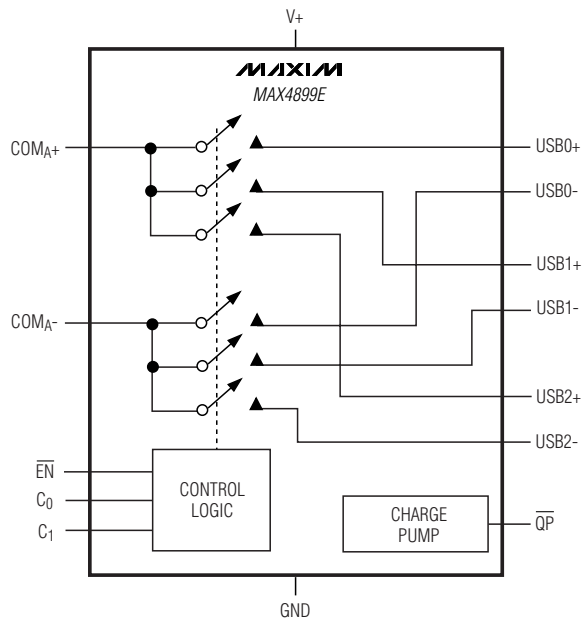 V+
MAXIM
MAX4899E
COMA+
USB0+
USB0-
USB1+
COMA-
USB1-
USB2+
USB2-
EN
C0
C1
CONTROL
LOGIC
CHARGE
PUMP
QP
GND